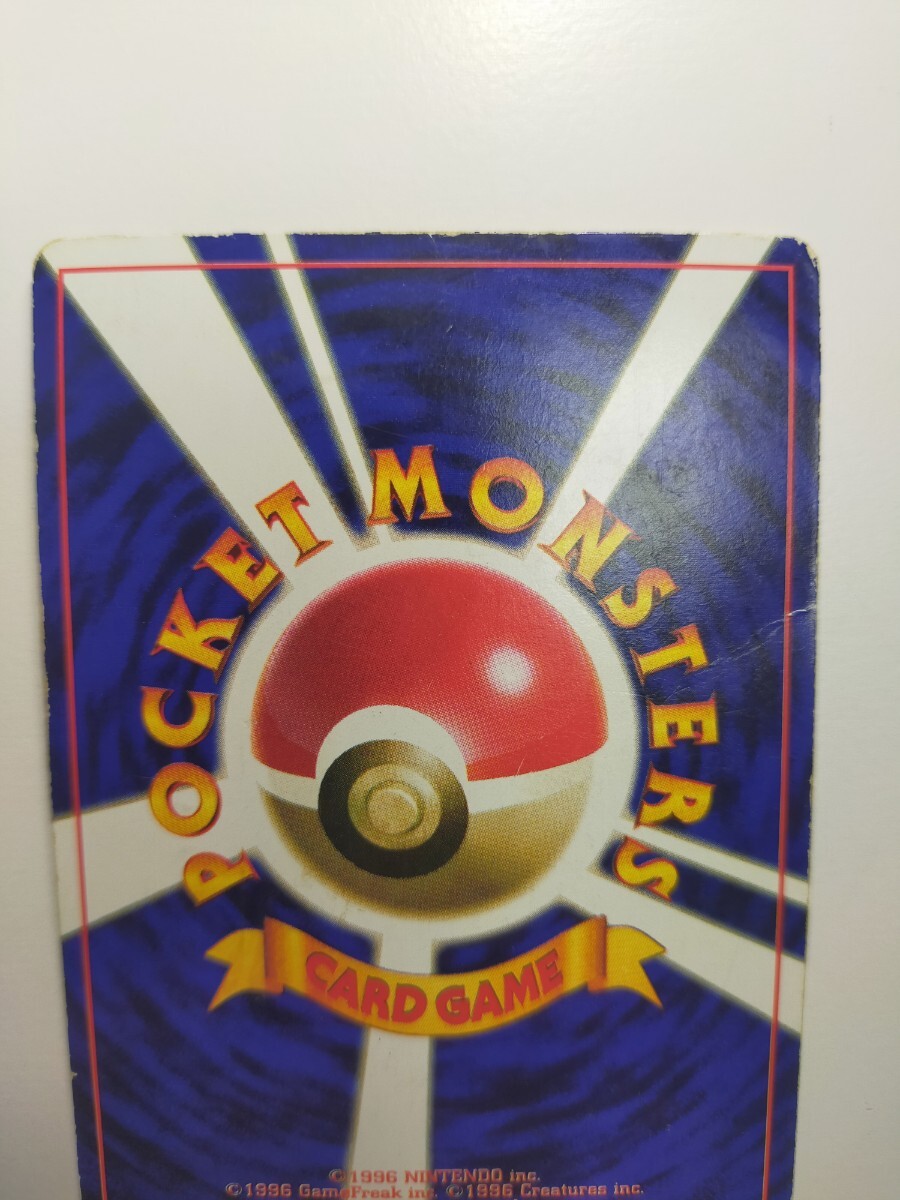 POCKET MONSTERS
CARD GAME
©1996 NINTENDO inc.
©1996 GameFreak inc. ©1996 Creatures inc.